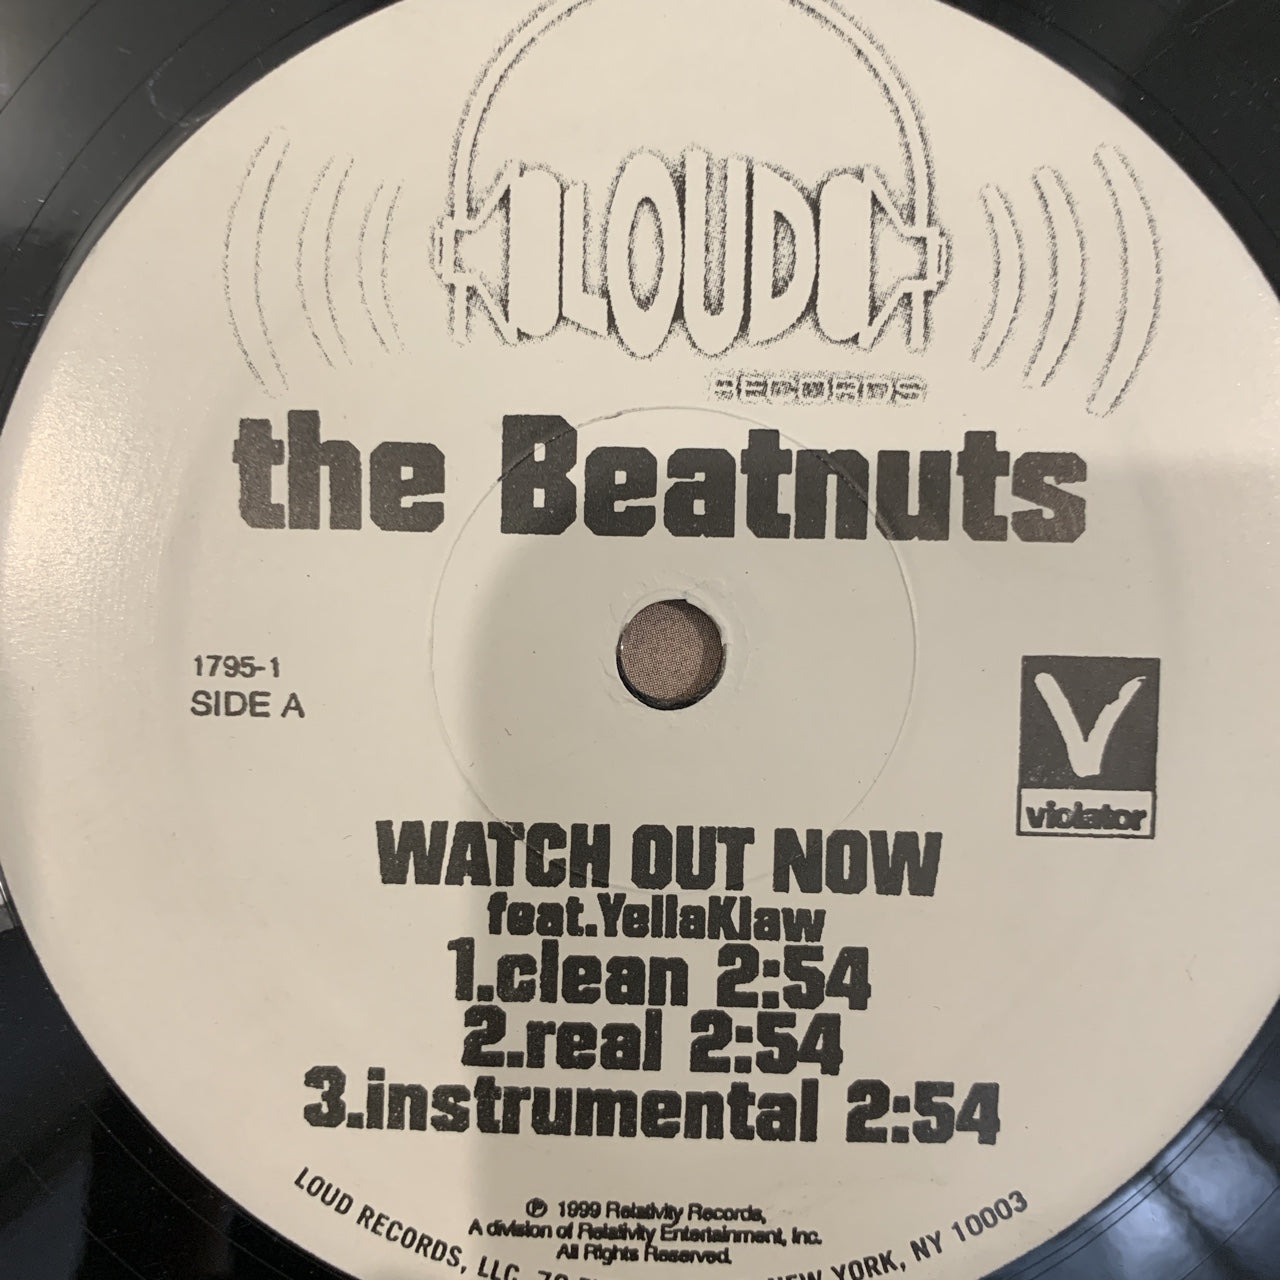 LOUD
RECORDS
the Beatnuts
1795-1
SIDE A
V
violator
WATCH OUT NOW
feat.YellaKlaw
1.clean 2:54
2.real 2:54
3.instrumental 2:54
℗ 1999 Relativity Records,
A division of Relativity Entertainment, Inc.
All Rights Reserved.
LOUD RECORDS, LLC, NEW YORK, NY 10003